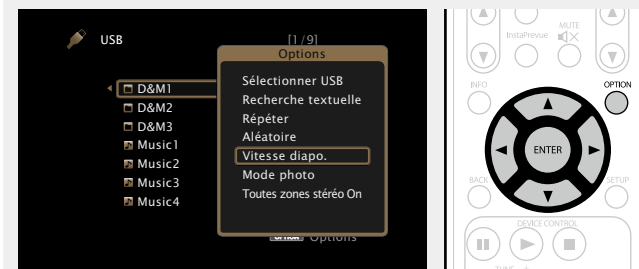 USB
[1/9]
Options
D&M1
D&M2
D&M3
Music1
Music2
Music3
Music4
Sélectionner USB
Recherche textuelle
Répéter
Aléatoire
Vitesse diapo.
Mode photo
Toutes zones stéréo On
Options
InstaPrevue
MUTE
INFO
OPTION
ENTER
BACK
SETUP
DEVICE CONTROL